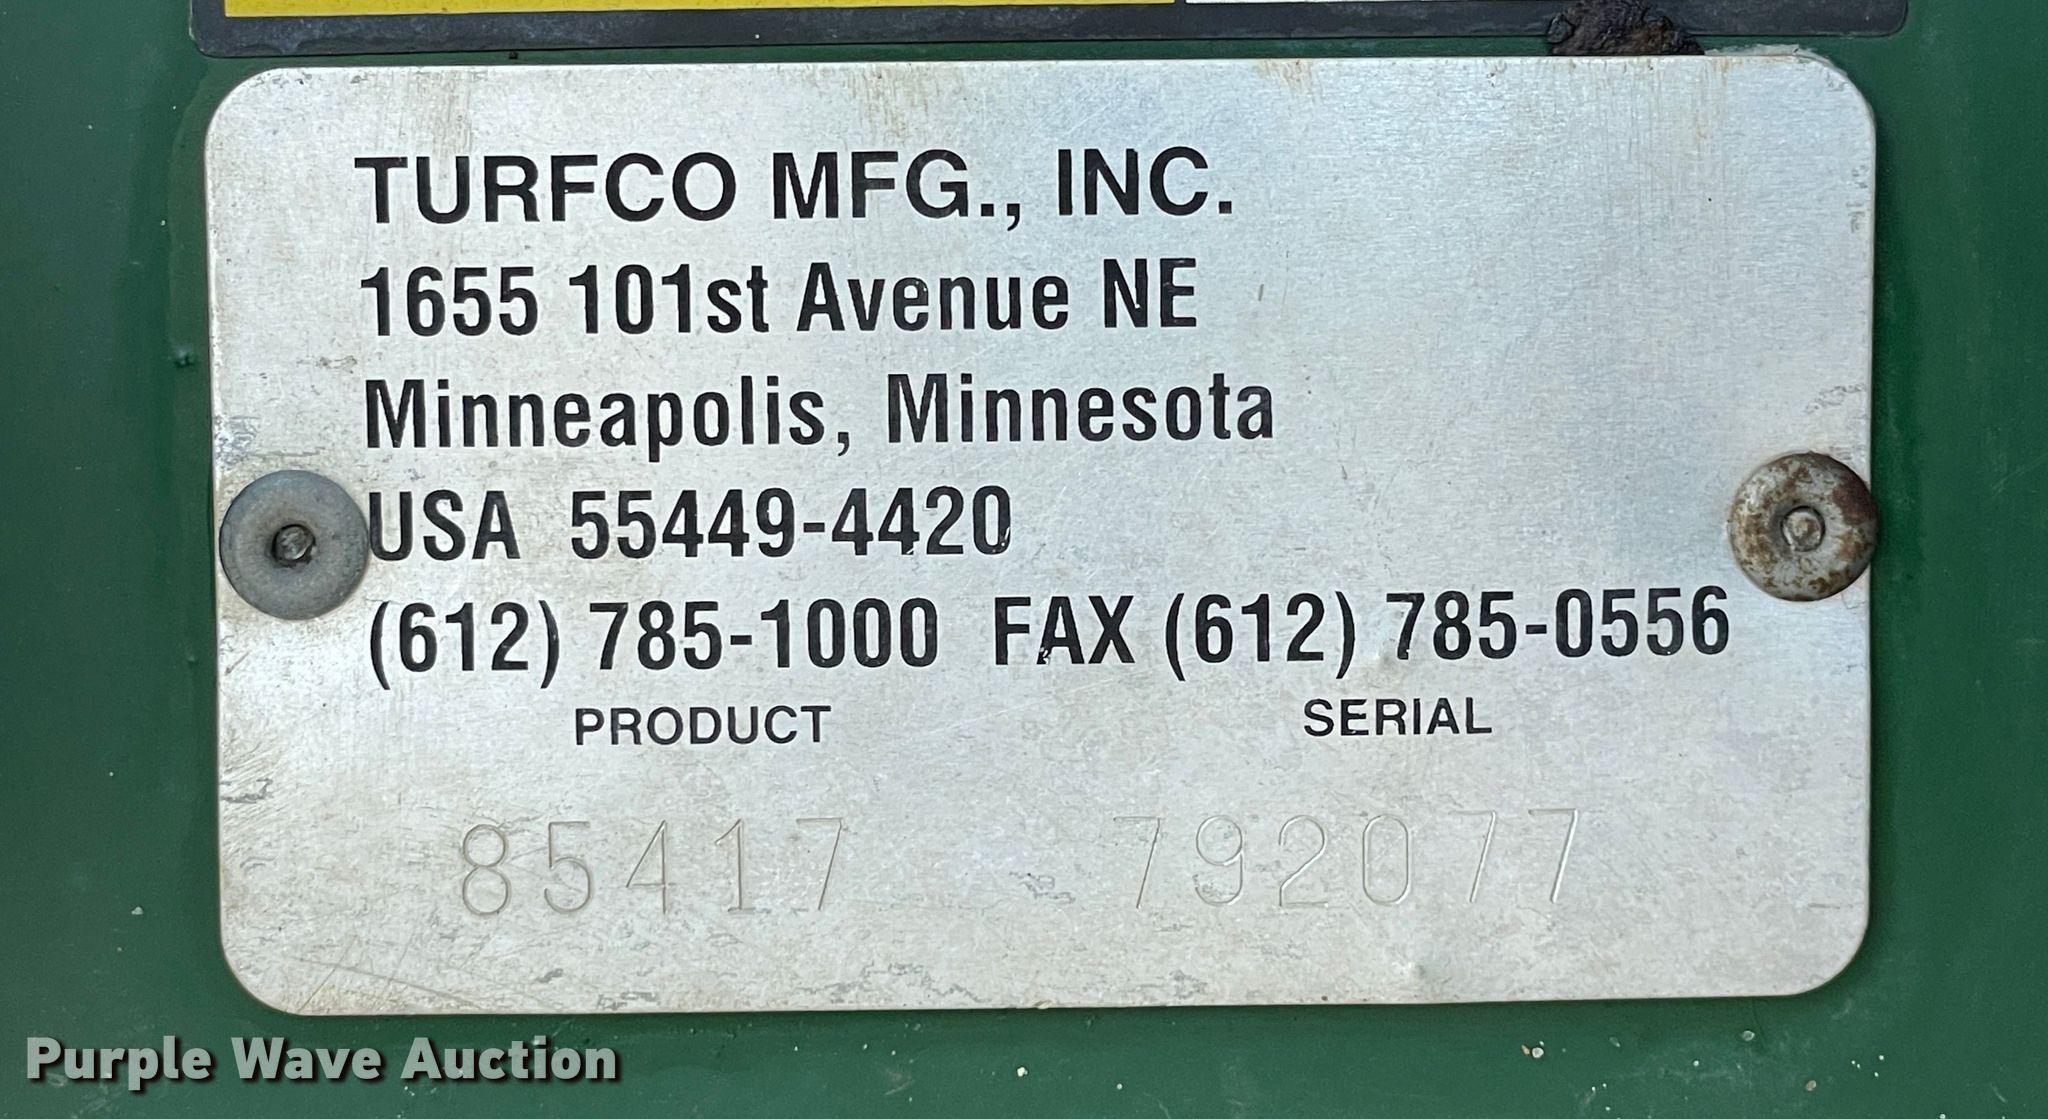 TURFCO MFG., INC.
1655 101st Avenue NE
Minneapolis, Minnesota
USA 55449-4420
(612) 785-1000 FAX (612) 785-0556
PRODUCT SERIAL
85417 792077
Purple Wave Auction